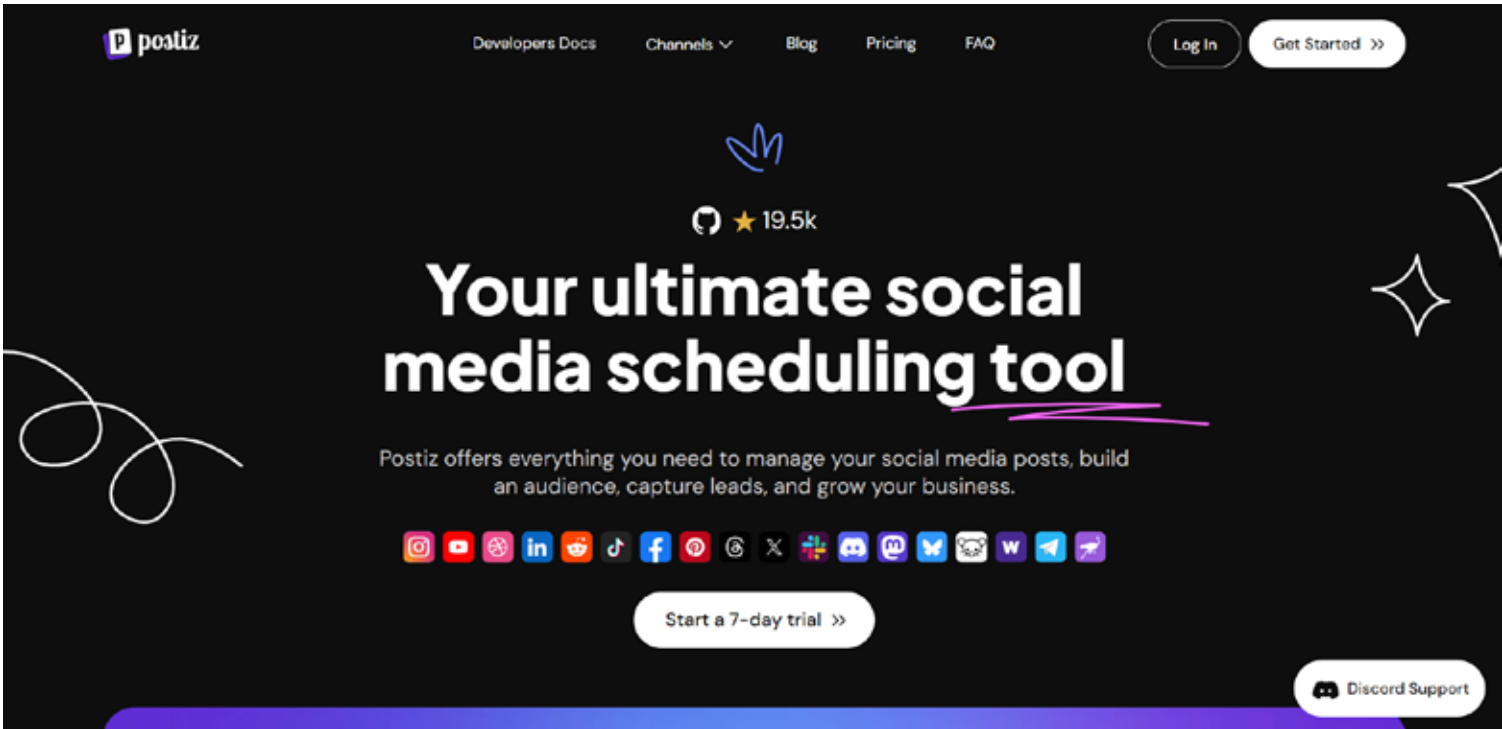 P postiz
Developers Docs Channels Blog Pricing FAQ Log In Get Started »
19.5k
Your ultimate social
media scheduling tool
Postiz offers everything you need to manage your social media posts, build
an audience, capture leads, and grow your business.
in f X W
Start a 7-day trial »
Discord Support